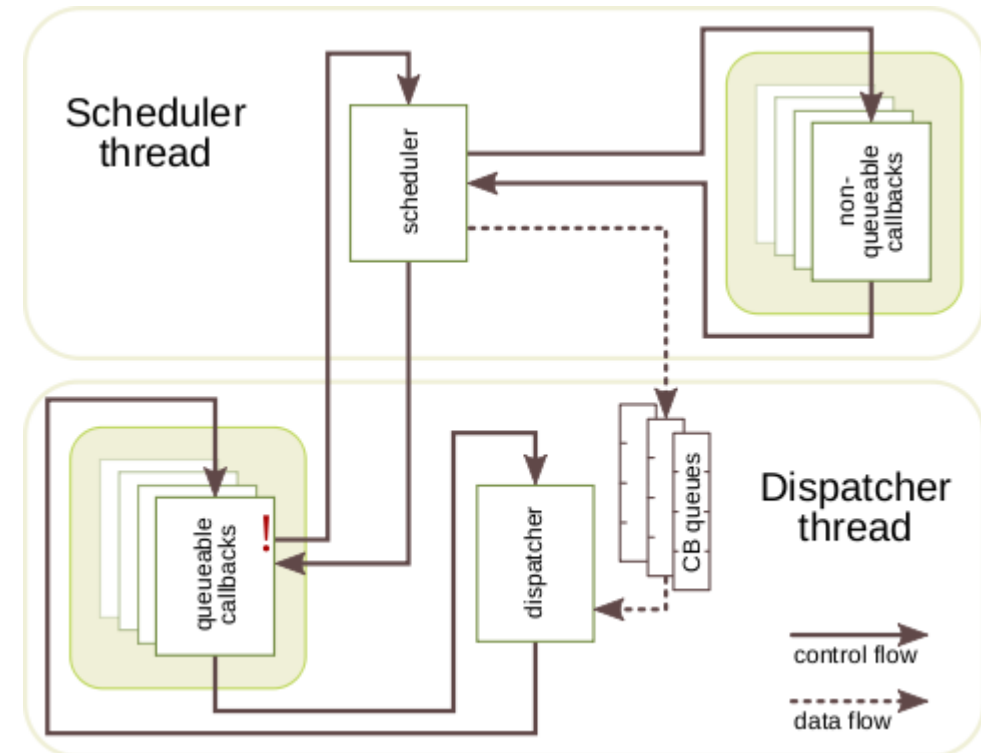 Scheduler
thread
scheduler
non-
queueable
callbacks
queueable
callbacks
!
dispatcher
CB queues
Dispatcher
thread
control flow
data flow